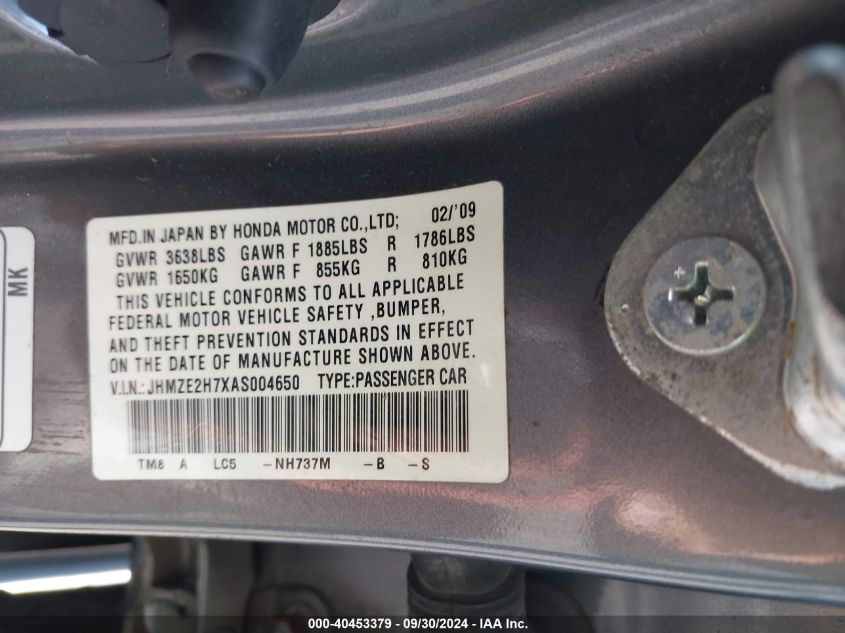 MFD.IN JAPAN BY HONDA MOTOR CO.,LTD; 02/'09
GVWR 3638LBS GAWR F 1885LBS R 1786LBS
GVWR 1650KG GAWR F 855KG R 810KG
THIS VEHICLE CONFORMS TO ALL APPLICABLE
FEDERAL MOTOR VEHICLE SAFETY ,BUMPER,
AND THEFT PREVENTION STANDARDS IN EFFECT
ON THE DATE OF MANUFACTURE SHOWN ABOVE.
V.I.N.: JHMZE2H7XAS004650 TYPE:PASSENGER CAR
TM8 A LC5 -NH737M -B -S
MK
000-40453379 - 09/30/2024 - IAA Inc.